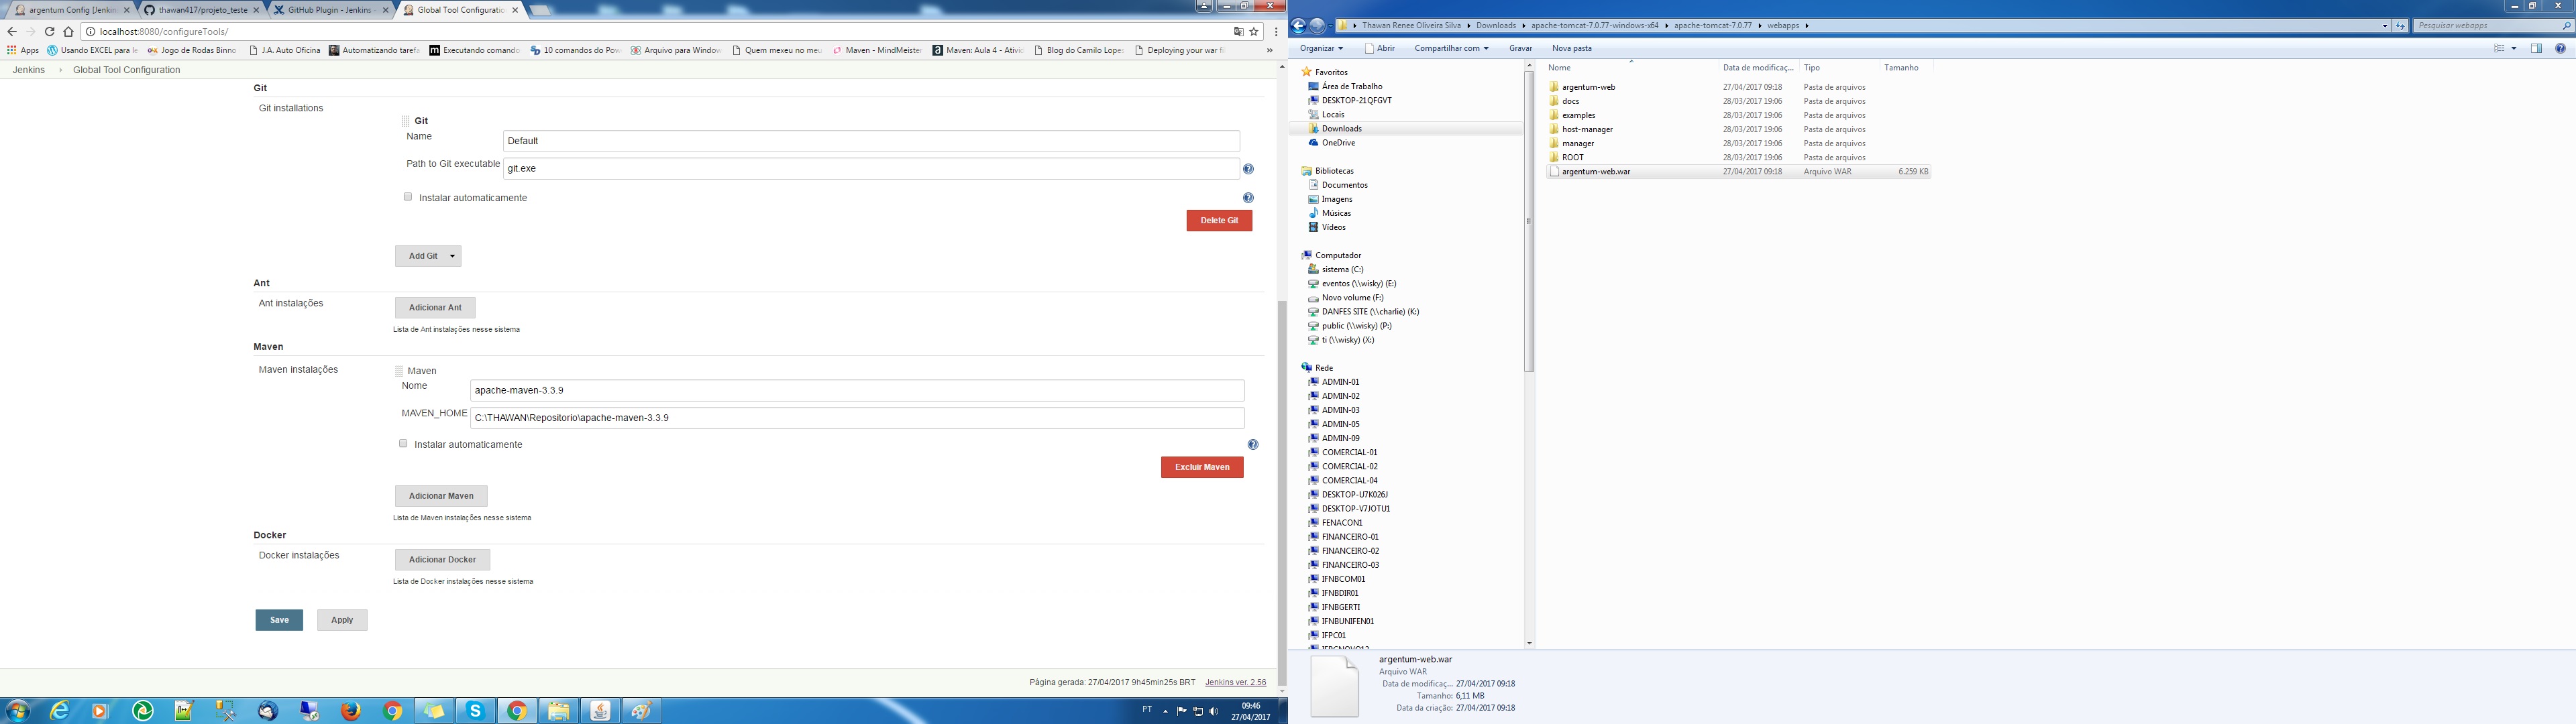 argentum Config [Jenkin
thawan417/projeto_teste
GitHub Plugin - Jenkins -
Global Tool Configuratio
localhost:8080/configureTools/
Apps
Usando EXCEL para le
Jogo de Rodas Binno
J.A. Auto Oficina
Automatizando tarefa
Executando comando
10 comandos do Pow
Arquivo para Window
Quem mexeu no meu
Maven - MindMeister
Maven: Aula 4 - Ativid
Blog do Camilo Lopes
Deploying your war fi
»
Jenkins
Global Tool Configuration
Git
Git installations
Git
Name
Default
Path to Git executable
git.exe
Instalar automaticamente
Delete Git
Add Git
Ant
Ant instalações
Adicionar Ant
Lista de Ant instalações nesse sistema
Maven
Maven instalações
Maven
Nome
apache-maven-3.3.9
MAVEN_HOME
C:\THAWAN\Repositorio\apache-maven-3.3.9
Instalar automaticamente
Excluir Maven
Adicionar Maven
Lista de Maven instalações nesse sistema
Docker
Docker instalações
Adicionar Docker
Lista de Docker instalações nesse sistema
Save
Apply
Página gerada: 27/04/2017 9h45min25s BRT
Jenkins ver. 2.56
PT
09:46
27/04/2017
Thawan Renee Oliveira Silva
Downloads
apache-tomcat-7.0.77-windows-x64
apache-tomcat-7.0.77
webapps
Pesquisar webapps
Organizar
Abrir
Compartilhar com
Gravar
Nova pasta
Favoritos
Área de Trabalho
DESKTOP-21QFGVT
Locais
Downloads
OneDrive
Bibliotecas
Documentos
Imagens
Músicas
Vídeos
Computador
sistema (C:)
eventos (\\wisky) (E:)
Novo volume (F:)
DANFES SITE (\\charlie) (K:)
public (\\wisky) (P:)
ti (\\wisky) (X:)
Rede
ADMIN-01
ADMIN-02
ADMIN-03
ADMIN-05
ADMIN-09
COMERCIAL-01
COMERCIAL-02
COMERCIAL-04
DESKTOP-U7K026J
DESKTOP-V7JOTU1
FENACON1
FINANCEIRO-01
FINANCEIRO-02
FINANCEIRO-03
IFNBCOM01
IFNBDIR01
IFNBGERTI
IFNBUNIFEN01
IFPC01
Nome
Data de modificaç...
Tipo
Tamanho
argentum-web 27/04/2017 09:18 Pasta de arquivos
docs 28/03/2017 19:06 Pasta de arquivos
examples 28/03/2017 19:06 Pasta de arquivos
host-manager 28/03/2017 19:06 Pasta de arquivos
manager 28/03/2017 19:06 Pasta de arquivos
ROOT 28/03/2017 19:06 Pasta de arquivos
argentum-web.war 27/04/2017 09:18 Arquivo WAR 6.259 KB
argentum-web.war
Arquivo WAR
Data de modificaç... 27/04/2017 09:18
Tamanho: 6,11 MB
Data da criação: 27/04/2017 09:18